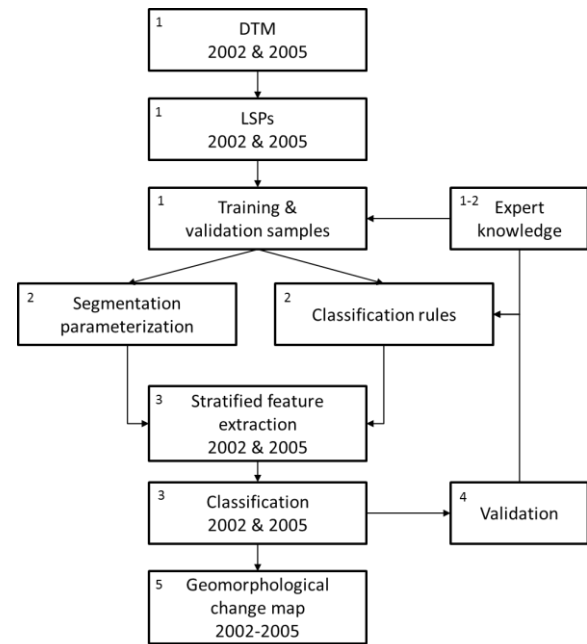 1
DTM
2002 & 2005
1
LSPs
2002 & 2005
1
Training &
validation samples
1-2
Expert
knowledge
2
Segmentation
parameterization
2
Classification rules
3
Stratified feature
extraction
2002 & 2005
3
Classification
2002 & 2005
4
Validation
5
Geomorphological
change map
2002-2005